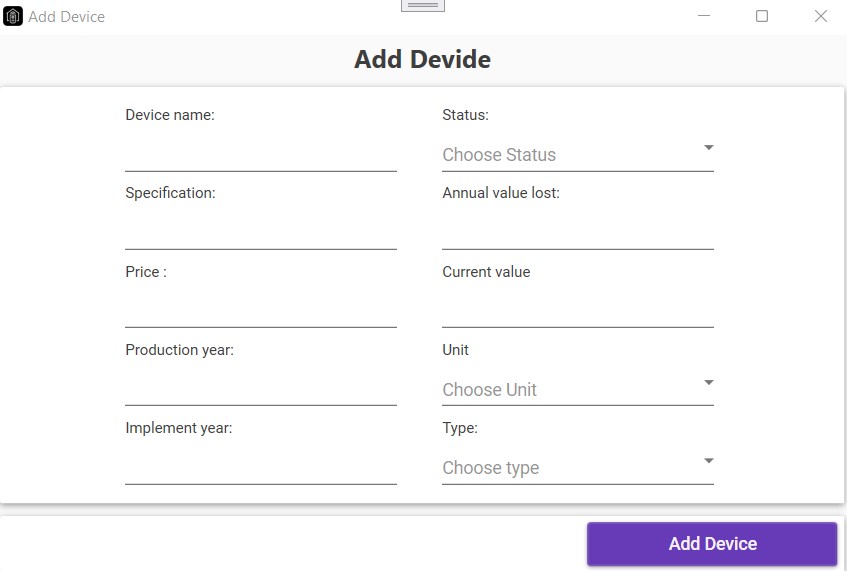 Add Device
Add Devide
Device name:
Status:
Choose Status
Specification:
Annual value lost:
Price :
Current value
Production year:
Unit
Choose Unit
Implement year:
Type:
Choose type
Add Device